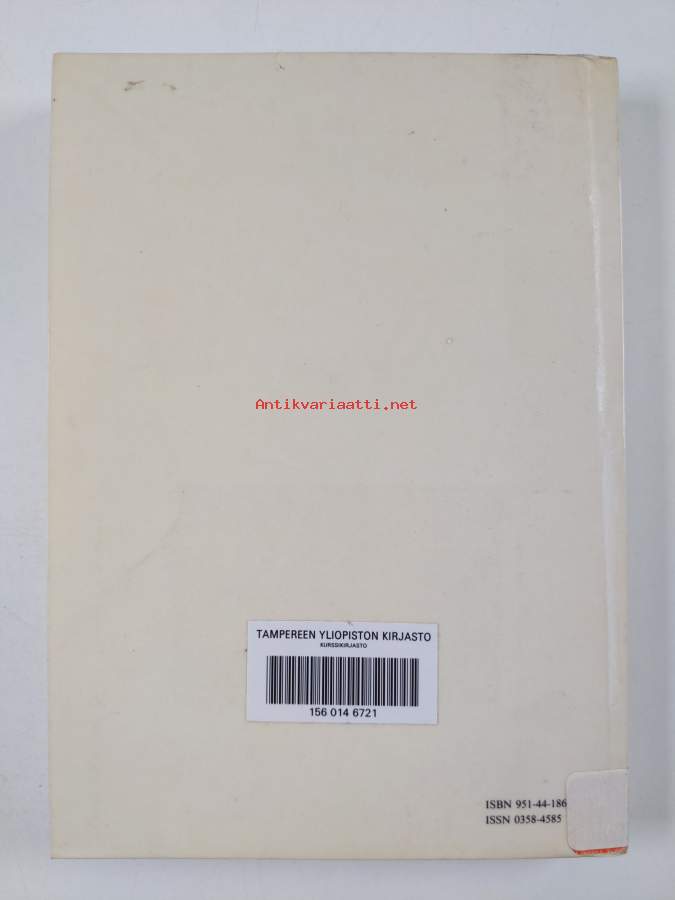 Antikvariaatti.net
TAMPEREEN YLIOPISTON KIRJASTO
KURSSIKIRJASTO
156 014 6721
ISBN 951-44-186
ISSN 0358-4585